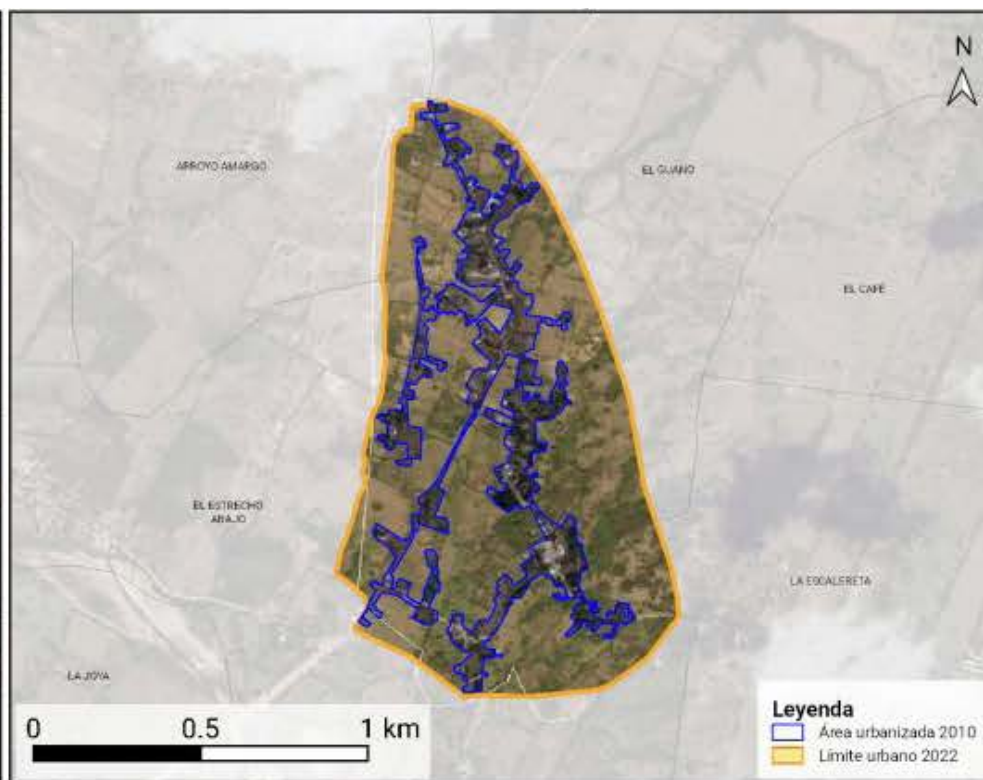 N
ARROYO AMARGO
EL GUANO
EL CAFÉ
EL ESTRECHO
ABAJO
LA ESCALERETA
LA JOYA
0 0.5 1 km
Leyenda
Área urbanizada 2010
Límite urbano 2022